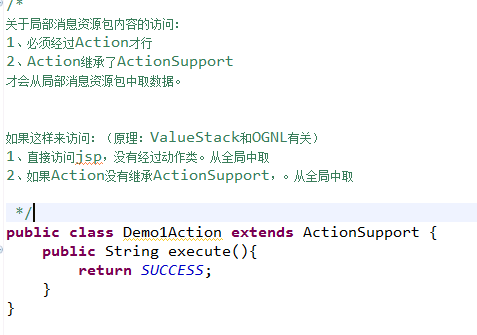 /*
关于局部消息资源包内容的访问:
1、必须经过Action才行
2、Action继承了ActionSupport
才会从局部消息资源包中取数据。
如果这样来访问:（原理：ValueStack和OGNL有关）
1、直接访问jsp，没有经过动作类。从全局中取
2、如果Action没有继承ActionSupport，。从全局中取
*/
public class Demo1Action extends ActionSupport {
public String execute(){
return SUCCESS;
}
}